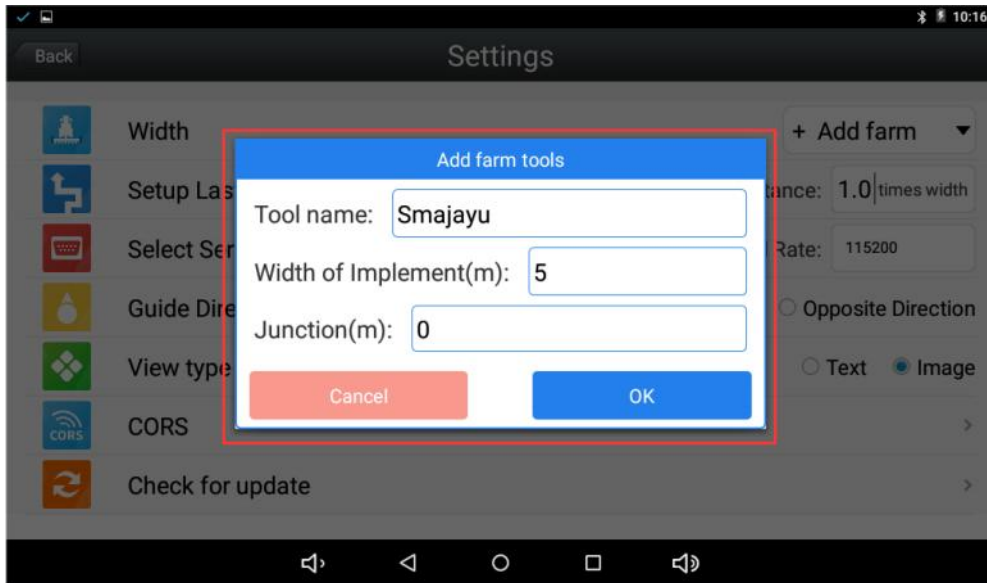 10:16
Back
Settings
Width
+ Add farm
Add farm tools
Setup Las
tance: 1.0 times width
Tool name: Smajayu
Select Ser
Rate: 115200
Width of Implement(m): 5
Guide Dire
Opposite Direction
Junction(m): 0
View type
Text Image
Cancel OK
CORS
CORS
Check for update